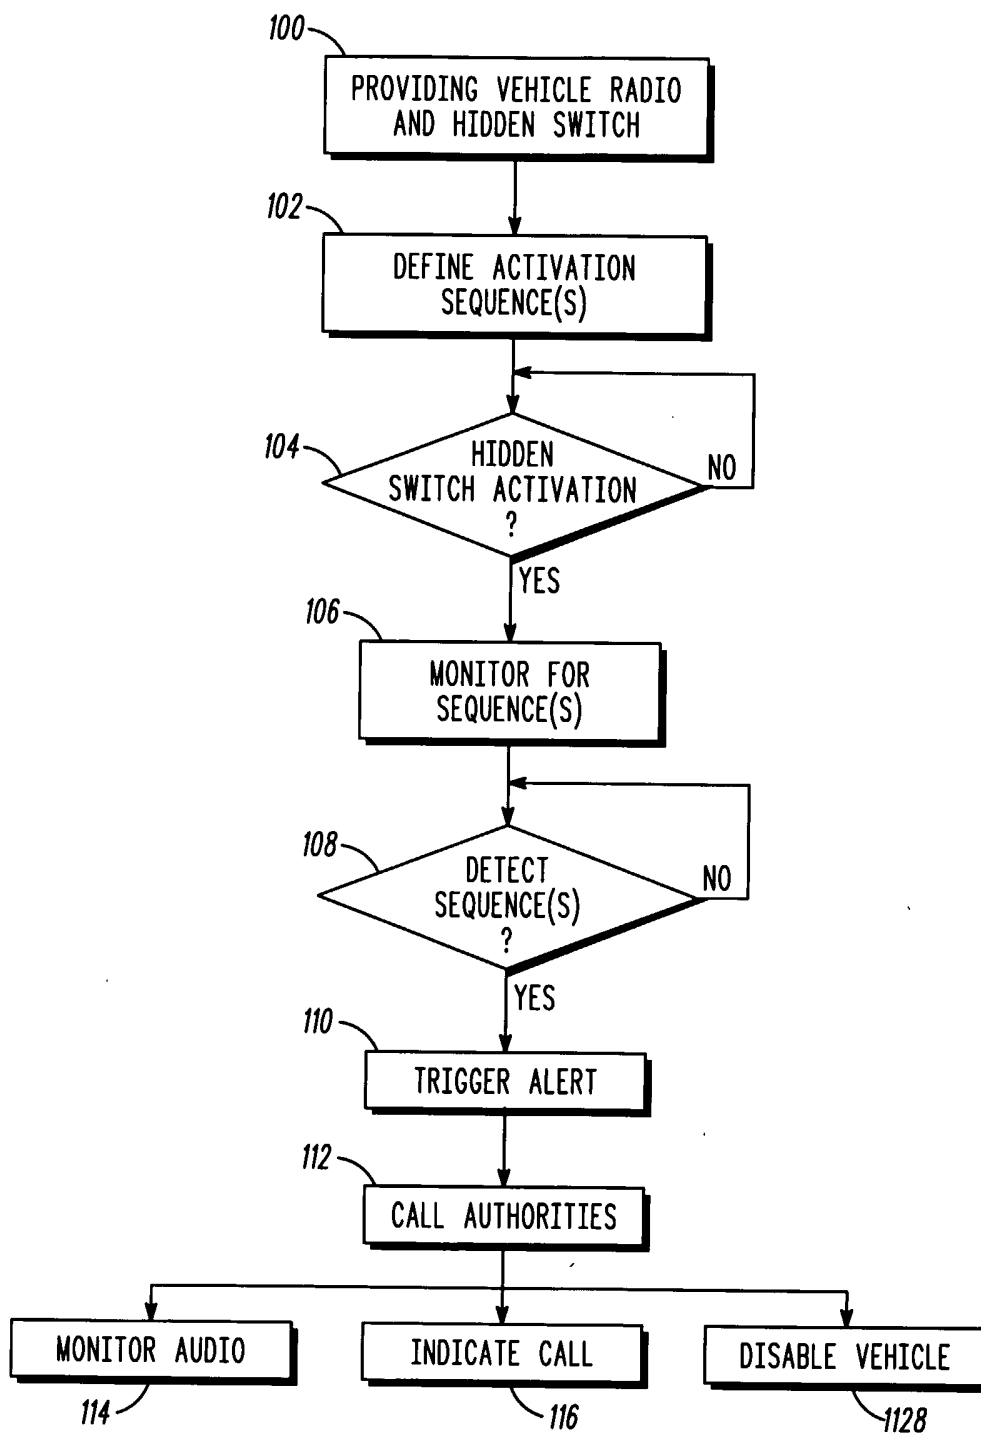 100
PROVIDING VEHICLE RADIO
AND HIDDEN SWITCH
102
DEFINE ACTIVATION
SEQUENCE(S)
104
HIDDEN
SWITCH ACTIVATION
?
NO
YES
106
MONITOR FOR
SEQUENCE(S)
108
DETECT
SEQUENCE(S)
?
NO
YES
110
TRIGGER ALERT
112
CALL AUTHORITIES
MONITOR AUDIO
INDICATE CALL
DISABLE VEHICLE
114
116
1128